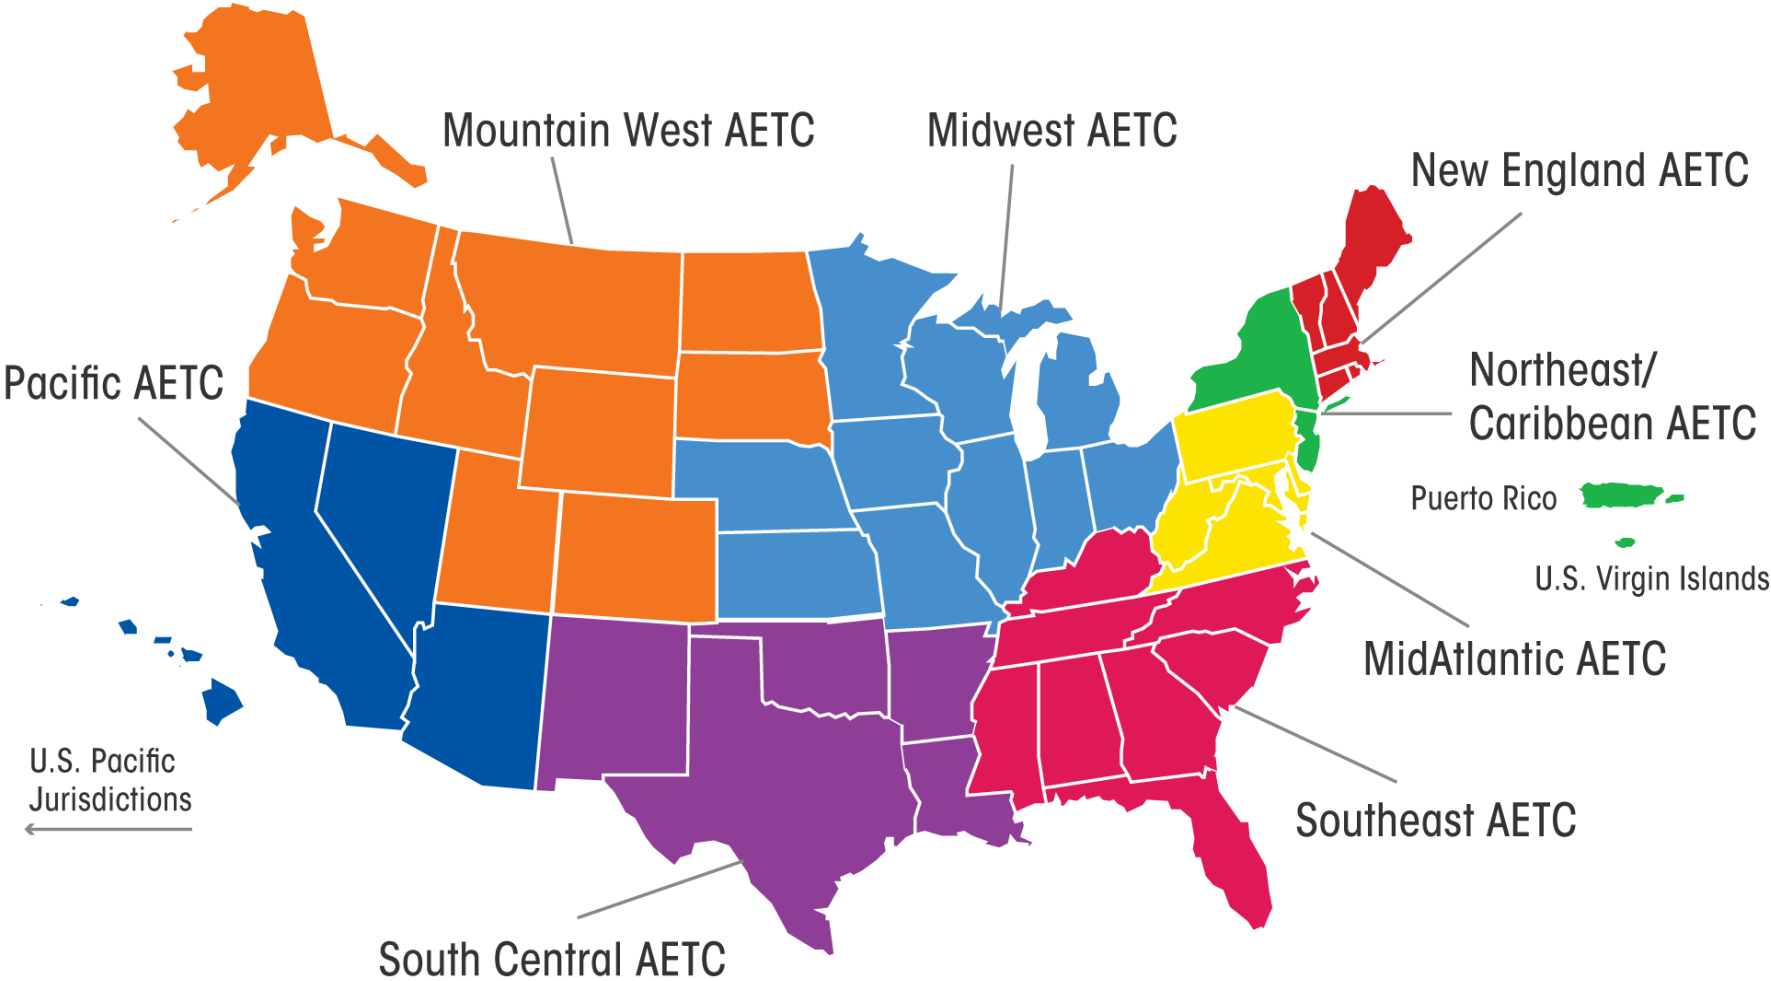 Mountain West AETC
Midwest AETC
New England AETC
Pacific AETC
Northeast/
Caribbean AETC
Puerto Rico
U.S. Virgin Islands
MidAtlantic AETC
U.S. Pacific
Jurisdictions
Southeast AETC
South Central AETC